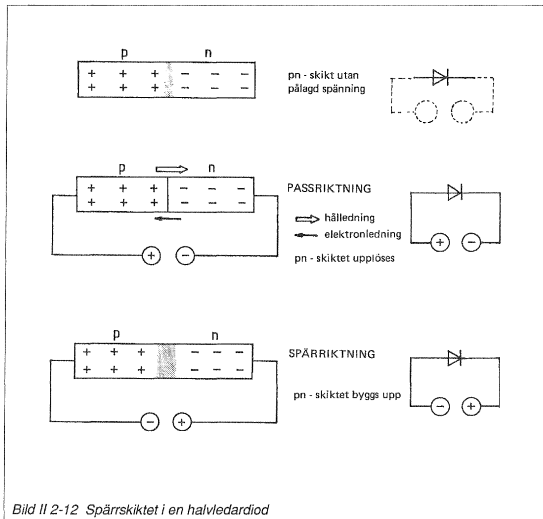 p n
+ + + − − −
+ + + − − −
pn - skikt utan
pålagd spänning
p n
+ + + − − −
+ + + − − −
+ −
PASSRIKTNING
hålledning
elektronledning
pn - skiktet upplöses
+ −
p n
+ + + − − −
+ + + − − −
− +
SPÄRRIKTNING
pn - skiktet byggs upp
− +
Bild II 2-12 Spärrskiktet i en halvledardiod